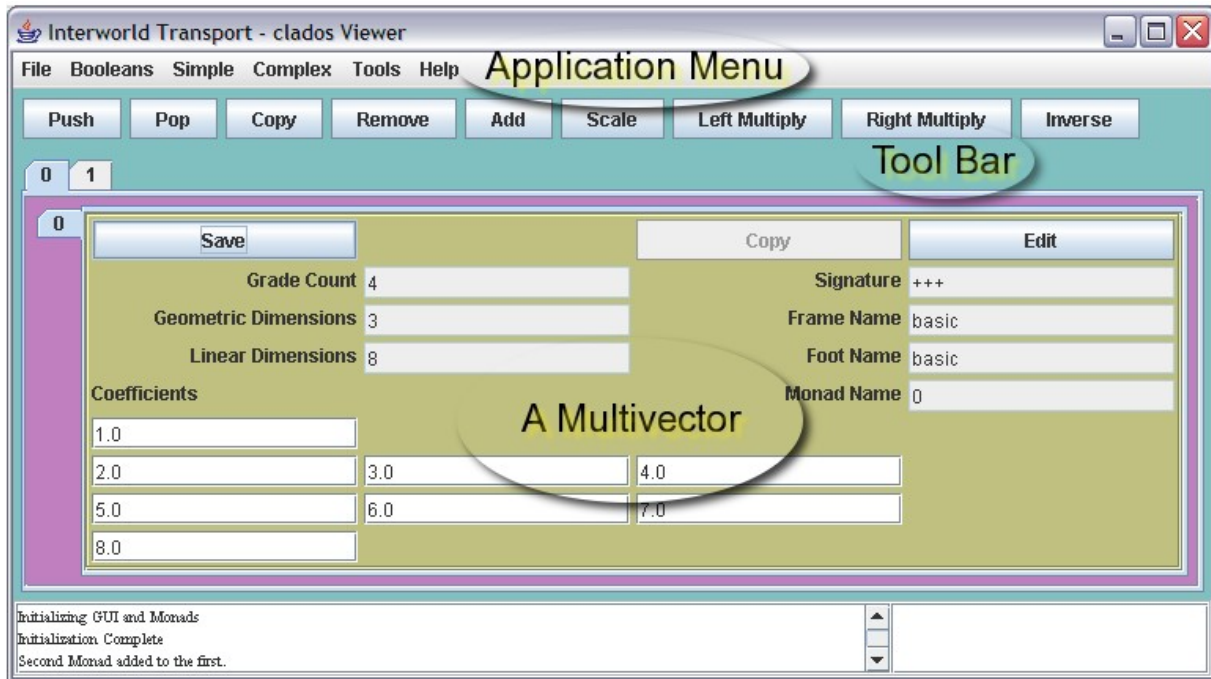 Interworld Transport - clados Viewer
File Booleans Simple Complex Tools Help
Application Menu
Push Pop Copy Remove Add Scale Left Multiply Right Multiply Inverse
Tool Bar
0 1
0
Save Copy Edit
Grade Count 4 Signature +++
Geometric Dimensions 3 Frame Name basic
Linear Dimensions 8 Foot Name basic
Coefficients Monad Name 0
A Multivector
1.0
2.0 3.0 4.0
5.0 6.0 7.0
8.0
Initializing GUI and Monads
Initialization Complete
Second Monad added to the first.